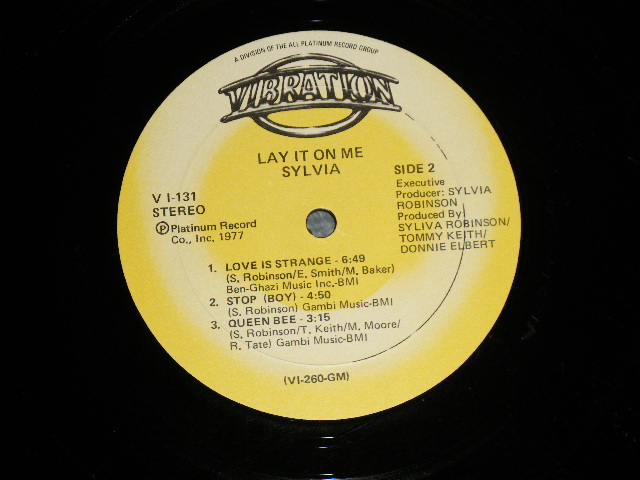 A DIVISION OF THE ALL PLATINUM RECORD GROUP
VIBRATION
LAY IT ON ME
SYLVIA
V I-131
STEREO
Ⓟ Platinum Record
Co., Inc, 1977
SIDE 2
Executive
Producer: SYLVIA
ROBINSON
Produced By:
SYLIVA ROBINSON/
TOMMY KEITH/
DONNIE ELBERT
1. LOVE IS STRANGE - 6:49
(S. Robinson/E. Smith/M. Baker)
Ben-Ghazi Music Inc.-BMI
2. STOP (BOY) - 4:50
(S. Robinson) Gambi Music-BMI
3. QUEEN BEE - 3:15
(S. Robinson/T. Keith/M. Moore/
R. Tate) Gambi Music-BMI
(VI-260-GM)